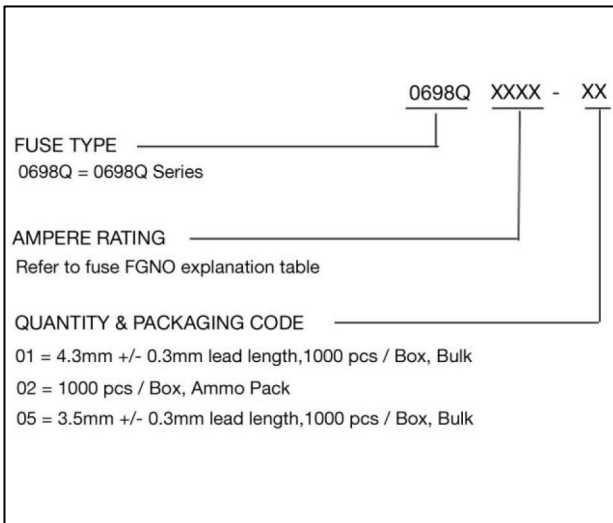 0698Q XXXX - XX
FUSE TYPE
0698Q = 0698Q Series
AMPERE RATING
Refer to fuse FGNO explanation table
QUANTITY & PACKAGING CODE
01 = 4.3mm +/- 0.3mm lead length,1000 pcs / Box, Bulk
02 = 1000 pcs / Box, Ammo Pack
05 = 3.5mm +/- 0.3mm lead length,1000 pcs / Box, Bulk